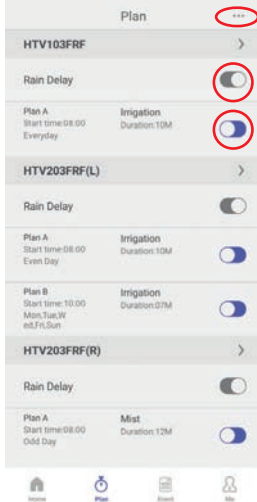 Plan
HTV103FRF
Rain Delay
Plan A
Start time:08:00
Everyday
Irrigation
Duration:10M
HTV203FRF(L)
Rain Delay
Plan A
Start time:08:00
Even Day
Irrigation
Duration:10M
Plan B
Start time:10:00
Mon,Tue,W
ed,Fri,Sun
Irrigation
Duration:07M
HTV203FRF(R)
Rain Delay
Plan A
Start time:08:00
Odd Day
Mist
Duration:12M
Home
Plan
Event
Me